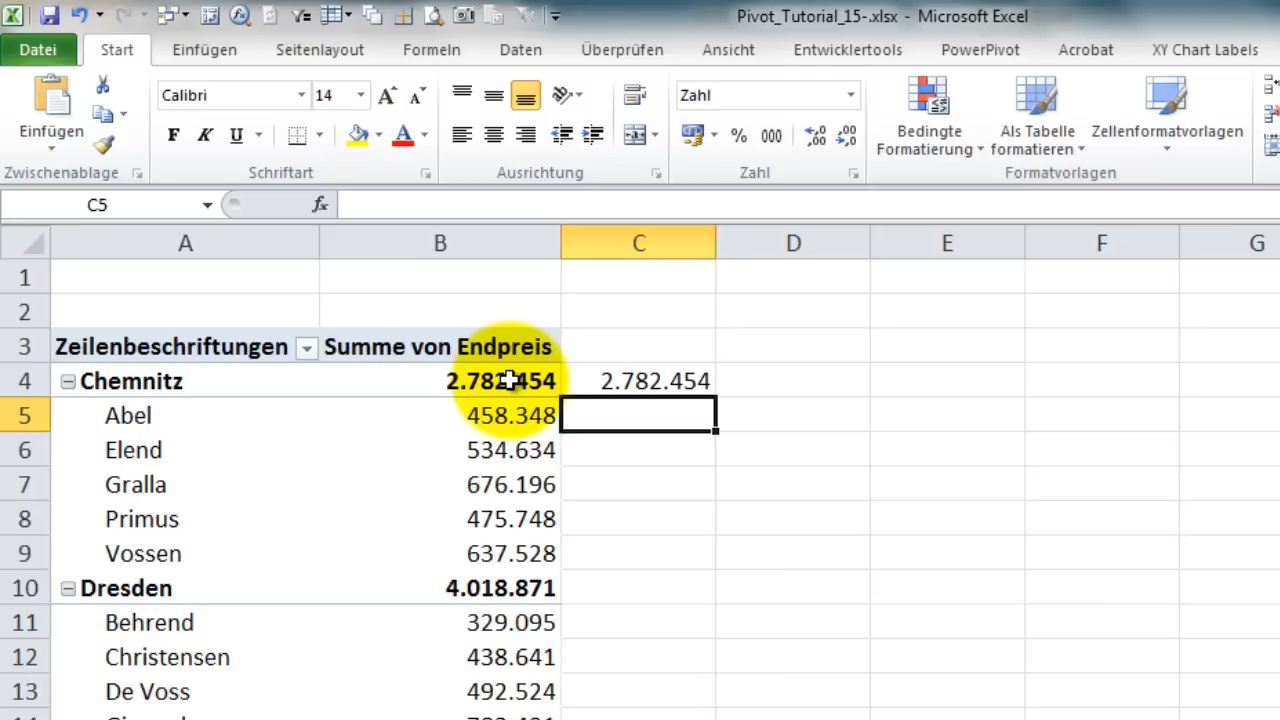 Pivot_Tutorial_15-.xlsx - Microsoft Excel
Datei Start Einfügen Seitenlayout Formeln Daten Überprüfen Ansicht Entwicklertools PowerPivot Acrobat XY Chart Labels
Einfügen
Calibri 14
F K U A
Zahl
% 000
Bedingte Formatierung
Als Tabelle formatieren
Zellenformatvorlagen
Zwischenablage Schriftart Ausrichtung Zahl Formatvorlagen
C5 fx
A B C D E F G
1
2
3 Zeilenbeschriftungen Summe von Endpreis
4 Chemnitz 2.782.454 2.782.454
5 Abel 458.348
6 Elend 534.634
7 Gralla 676.196
8 Primus 475.748
9 Vossen 637.528
10 Dresden 4.018.871
11 Behrend 329.095
12 Christensen 438.641
13 De Voss 492.524